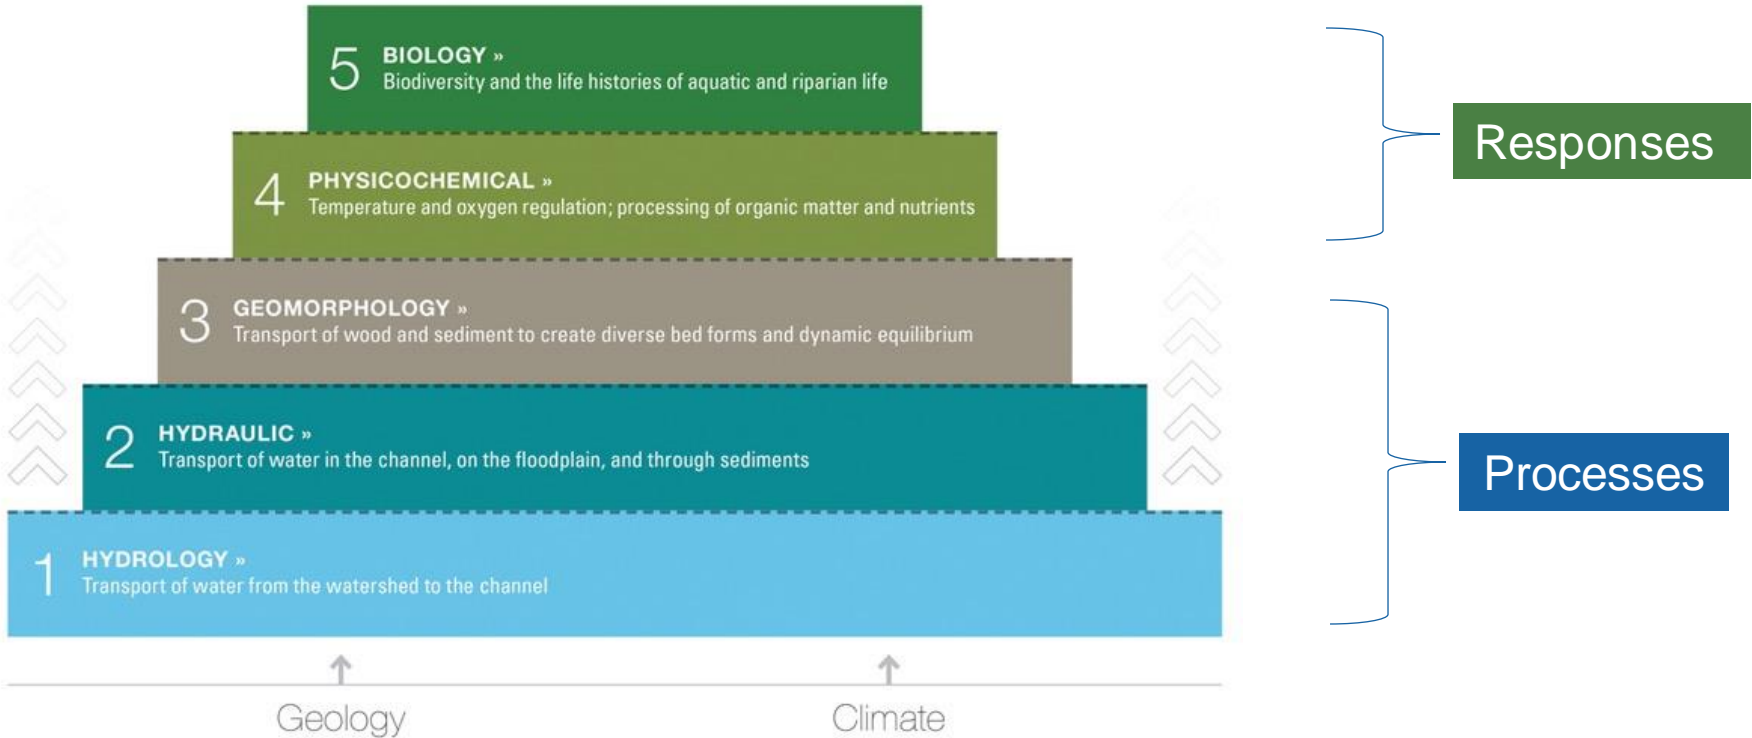 5
BIOLOGY »
Biodiversity and the life histories of aquatic and riparian life
Responses
4
PHYSICOCHEMICAL »
Temperature and oxygen regulation; processing of organic matter and nutrients
3
GEOMORPHOLOGY »
Transport of wood and sediment to create diverse bed forms and dynamic equilibrium
2
HYDRAULIC »
Transport of water in the channel, on the floodplain, and through sediments
Processes
1
HYDROLOGY »
Transport of water from the watershed to the channel
Geology
Climate